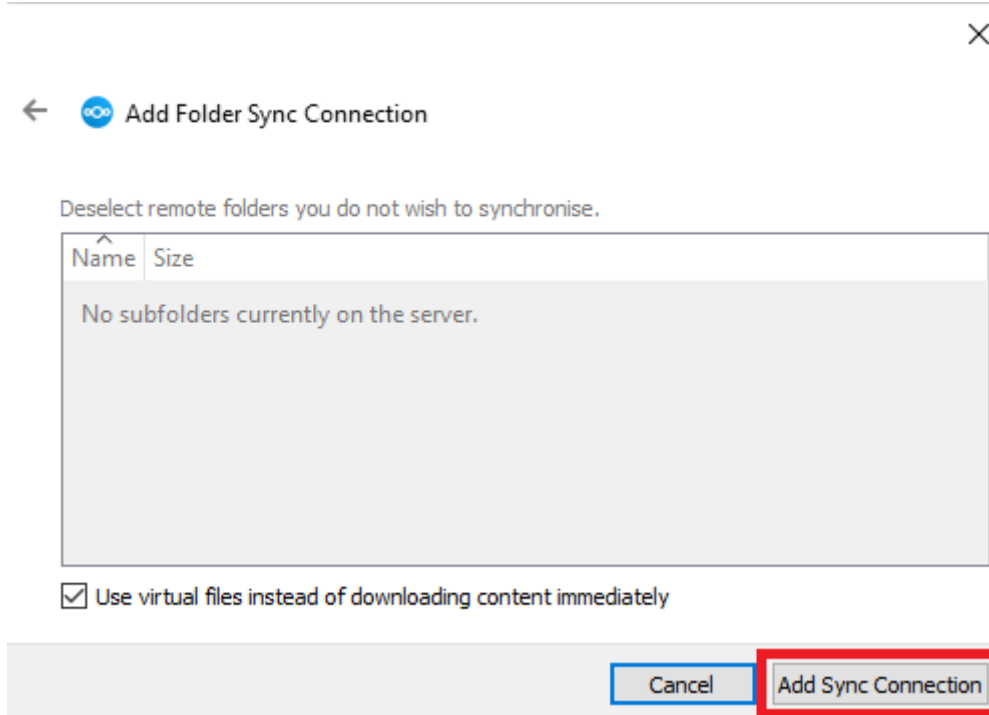 Add Folder Sync Connection
Deselect remote folders you do not wish to synchronise.
Name Size
No subfolders currently on the server.
Use virtual files instead of downloading content immediately
Cancel Add Sync Connection